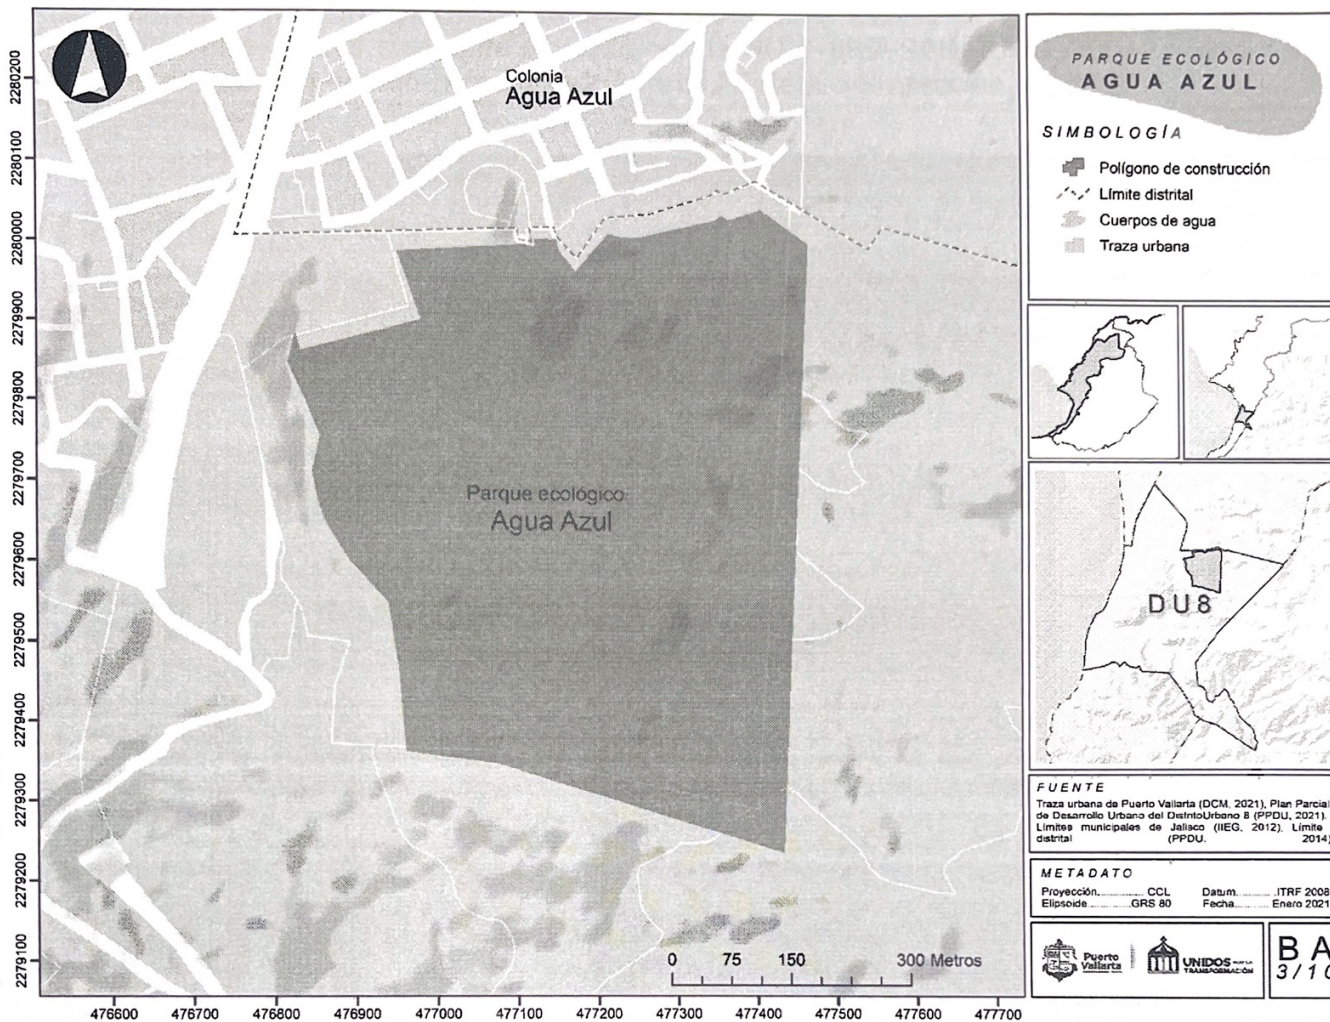 Colonia
Agua Azul
Parque ecológico
Agua Azul
0 75 150 300 Metros
2280200
2280100
2280000
2279900
2279800
2279700
2279600
2279500
2279400
2279300
2279200
2279100
476600 476700 476800 476900 477000 477100 477200 477300 477400 477500 477600 477700
PARQUE ECOLÓGICO
AGUA AZUL
SIMBOLOGÍA
Polígono de construcción
Límite distrital
Cuerpos de agua
Traza urbana
DU8
FUENTE
Traza urbana de Puerto Vallarta (DCM, 2021), Plan Parcial
de Desarrollo Urbano del DistritoUrbano 8 (PPDU, 2021).
Límites municipales de Jalisco (IIEG, 2012). Límite
distrital (PPDU. 2014)
METADATO
Proyección CCL Datum ITRF 2008
Elipsoide GRS 80 Fecha Enero 2021
Puerto
Vallarta
UNIDOS
TRANSFORMACIÓN
BA
3/10